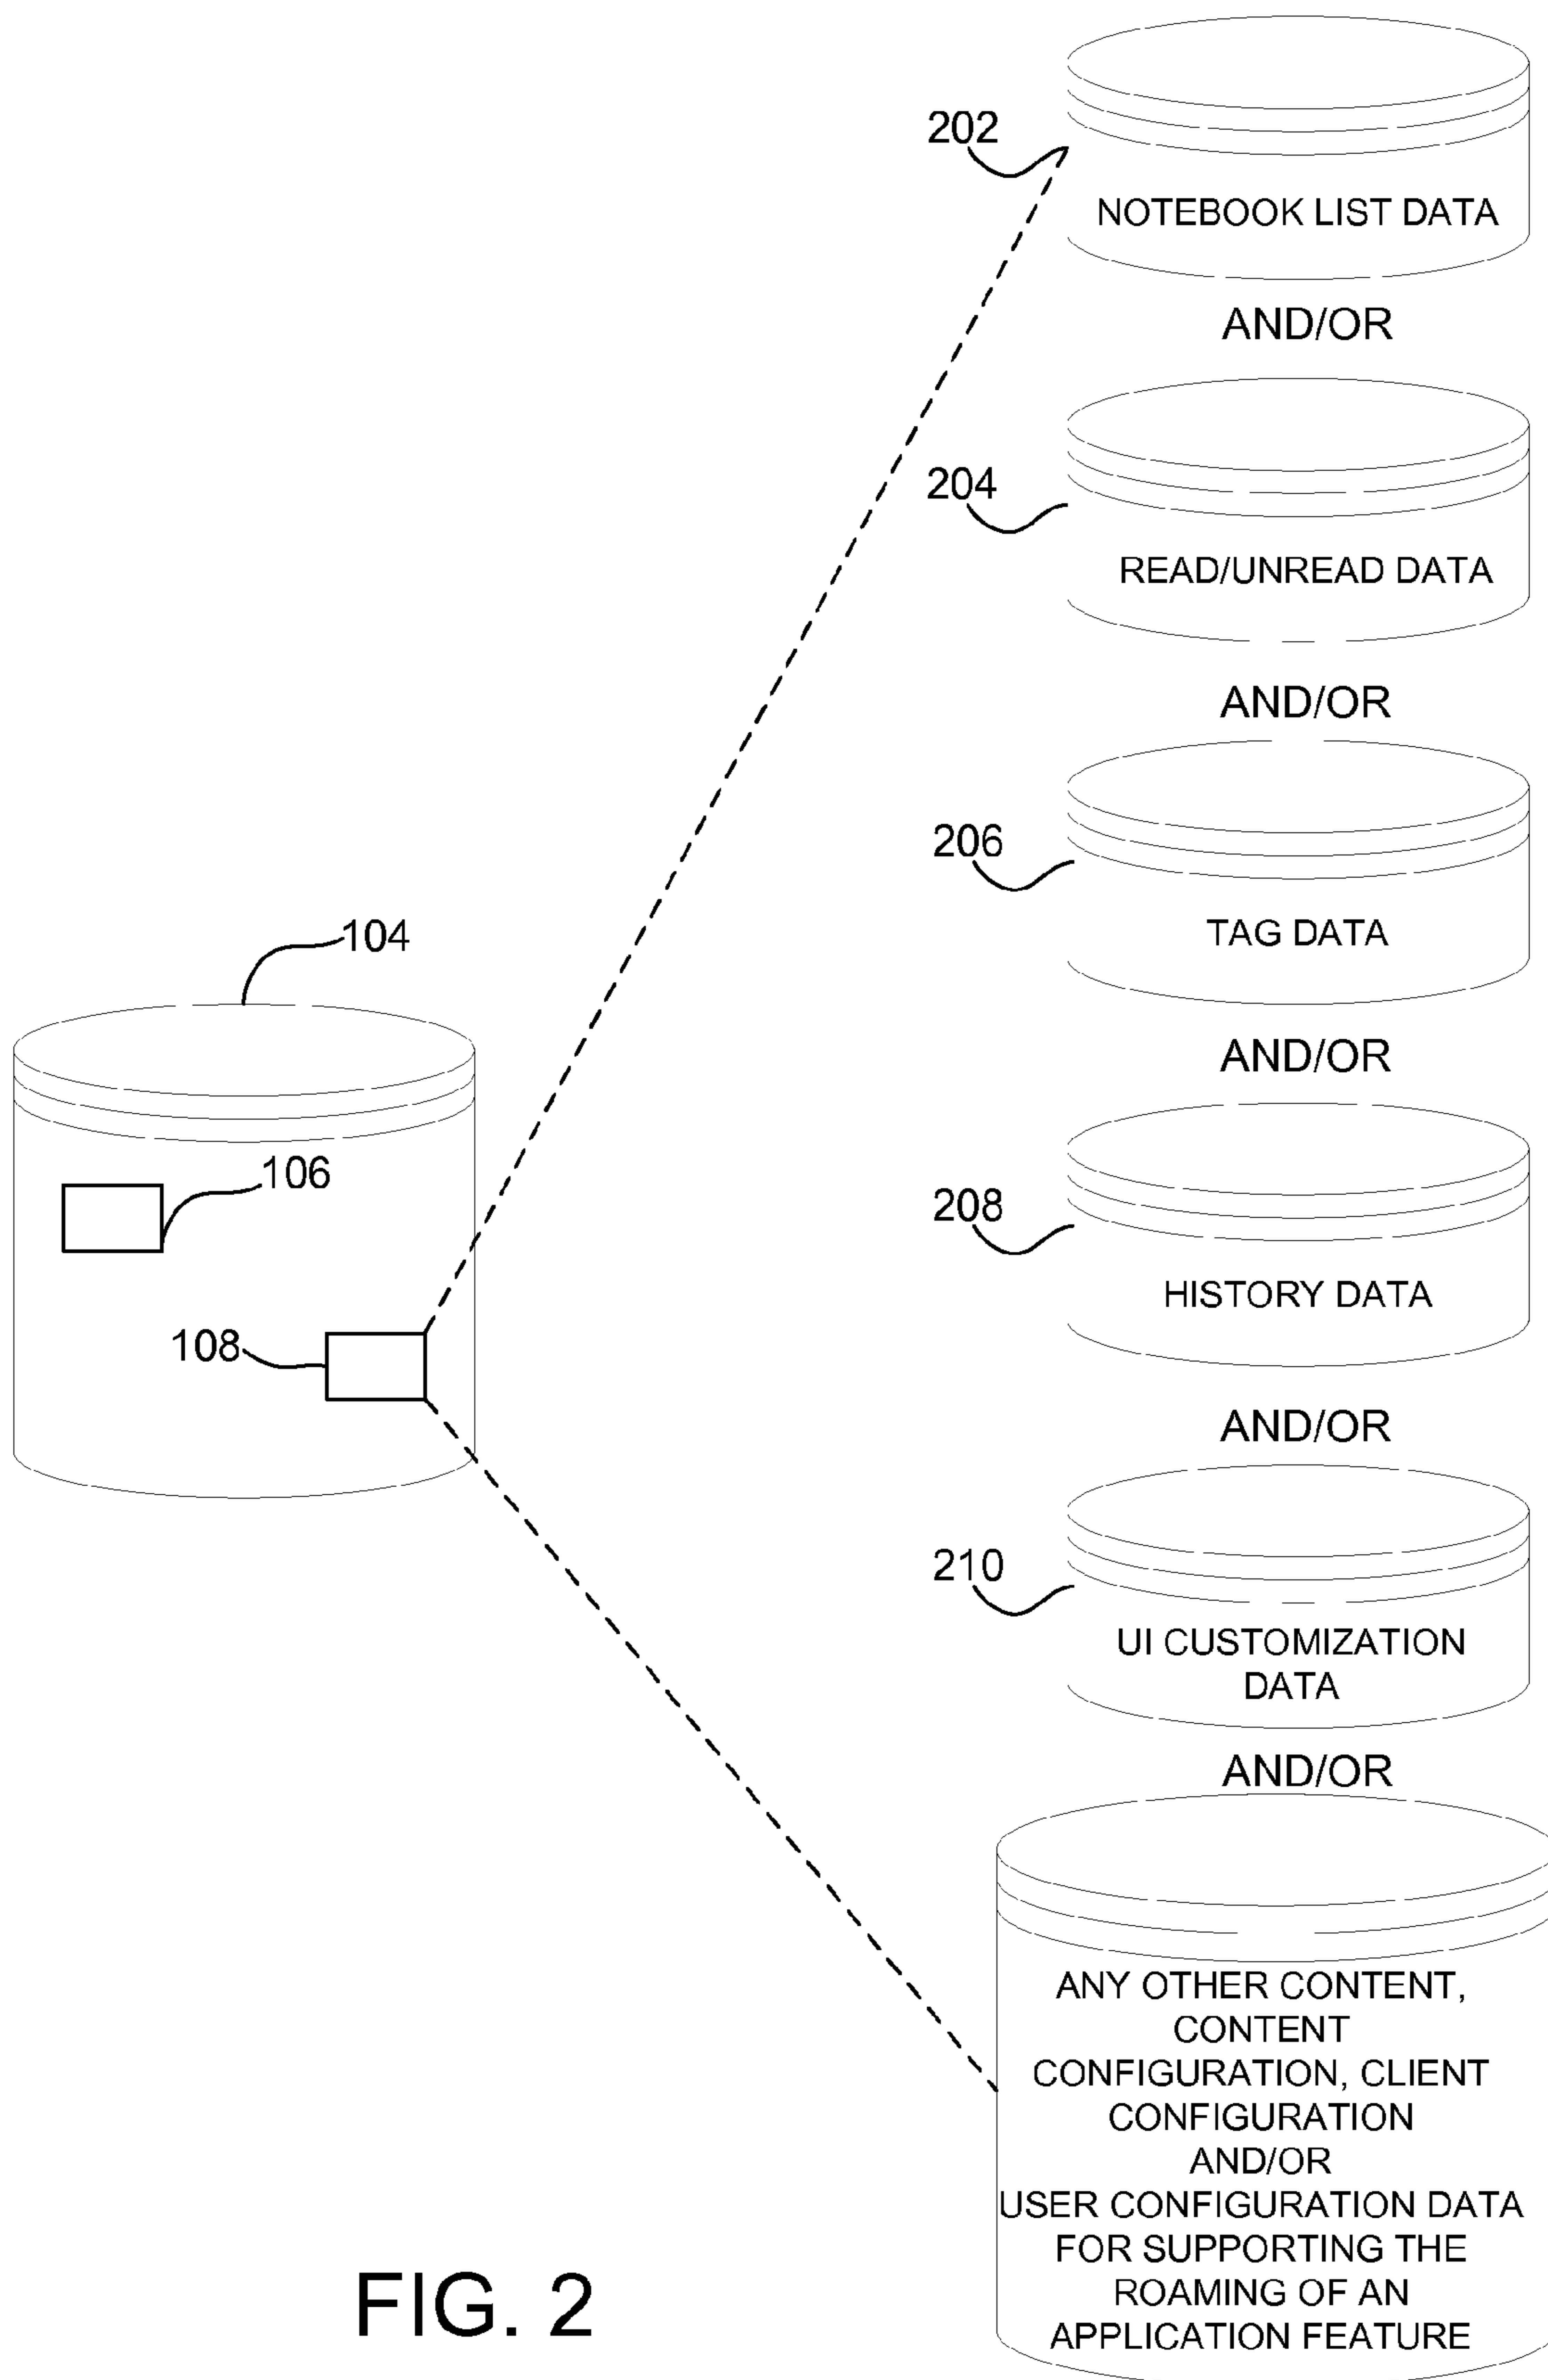 202
NOTEBOOK LIST DATA
AND/OR
204
READ/UNREAD DATA
AND/OR
206
TAG DATA
104
AND/OR
106
208
HISTORY DATA
108
AND/OR
210
UI CUSTOMIZATION
DATA
AND/OR
ANY OTHER CONTENT,
CONTENT
CONFIGURATION, CLIENT
CONFIGURATION
AND/OR
USER CONFIGURATION DATA
FOR SUPPORTING THE
ROAMING OF AN
APPLICATION FEATURE
FIG. 2